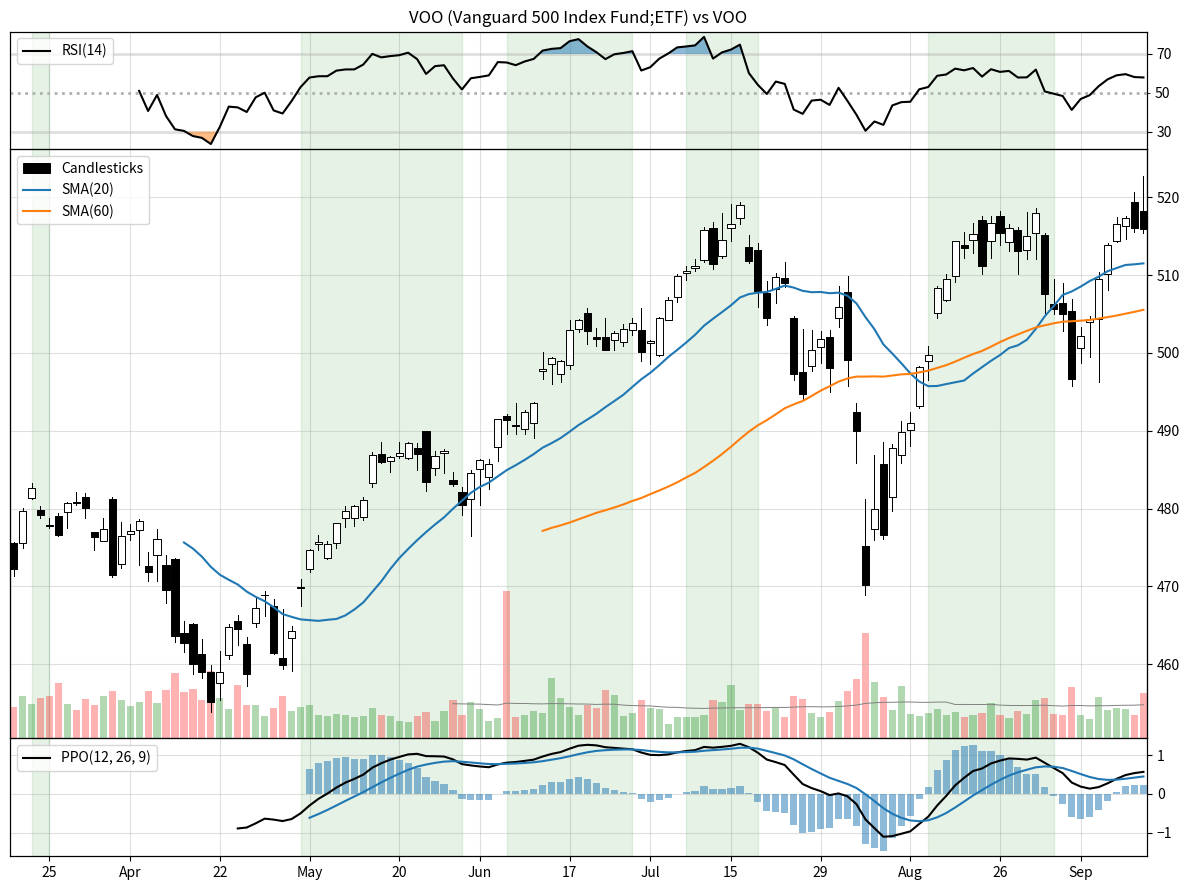 VOO (Vanguard 500 Index Fund;ETF) vs VOO
RSI(14)
70
50
30
Candlesticks
SMA(20)
SMA(60)
520
510
500
490
480
470
460
PPO(12, 26, 9)
1
0
−1
25 Apr 22 May 20 Jun 17 Jul 15 29 Aug 26 Sep